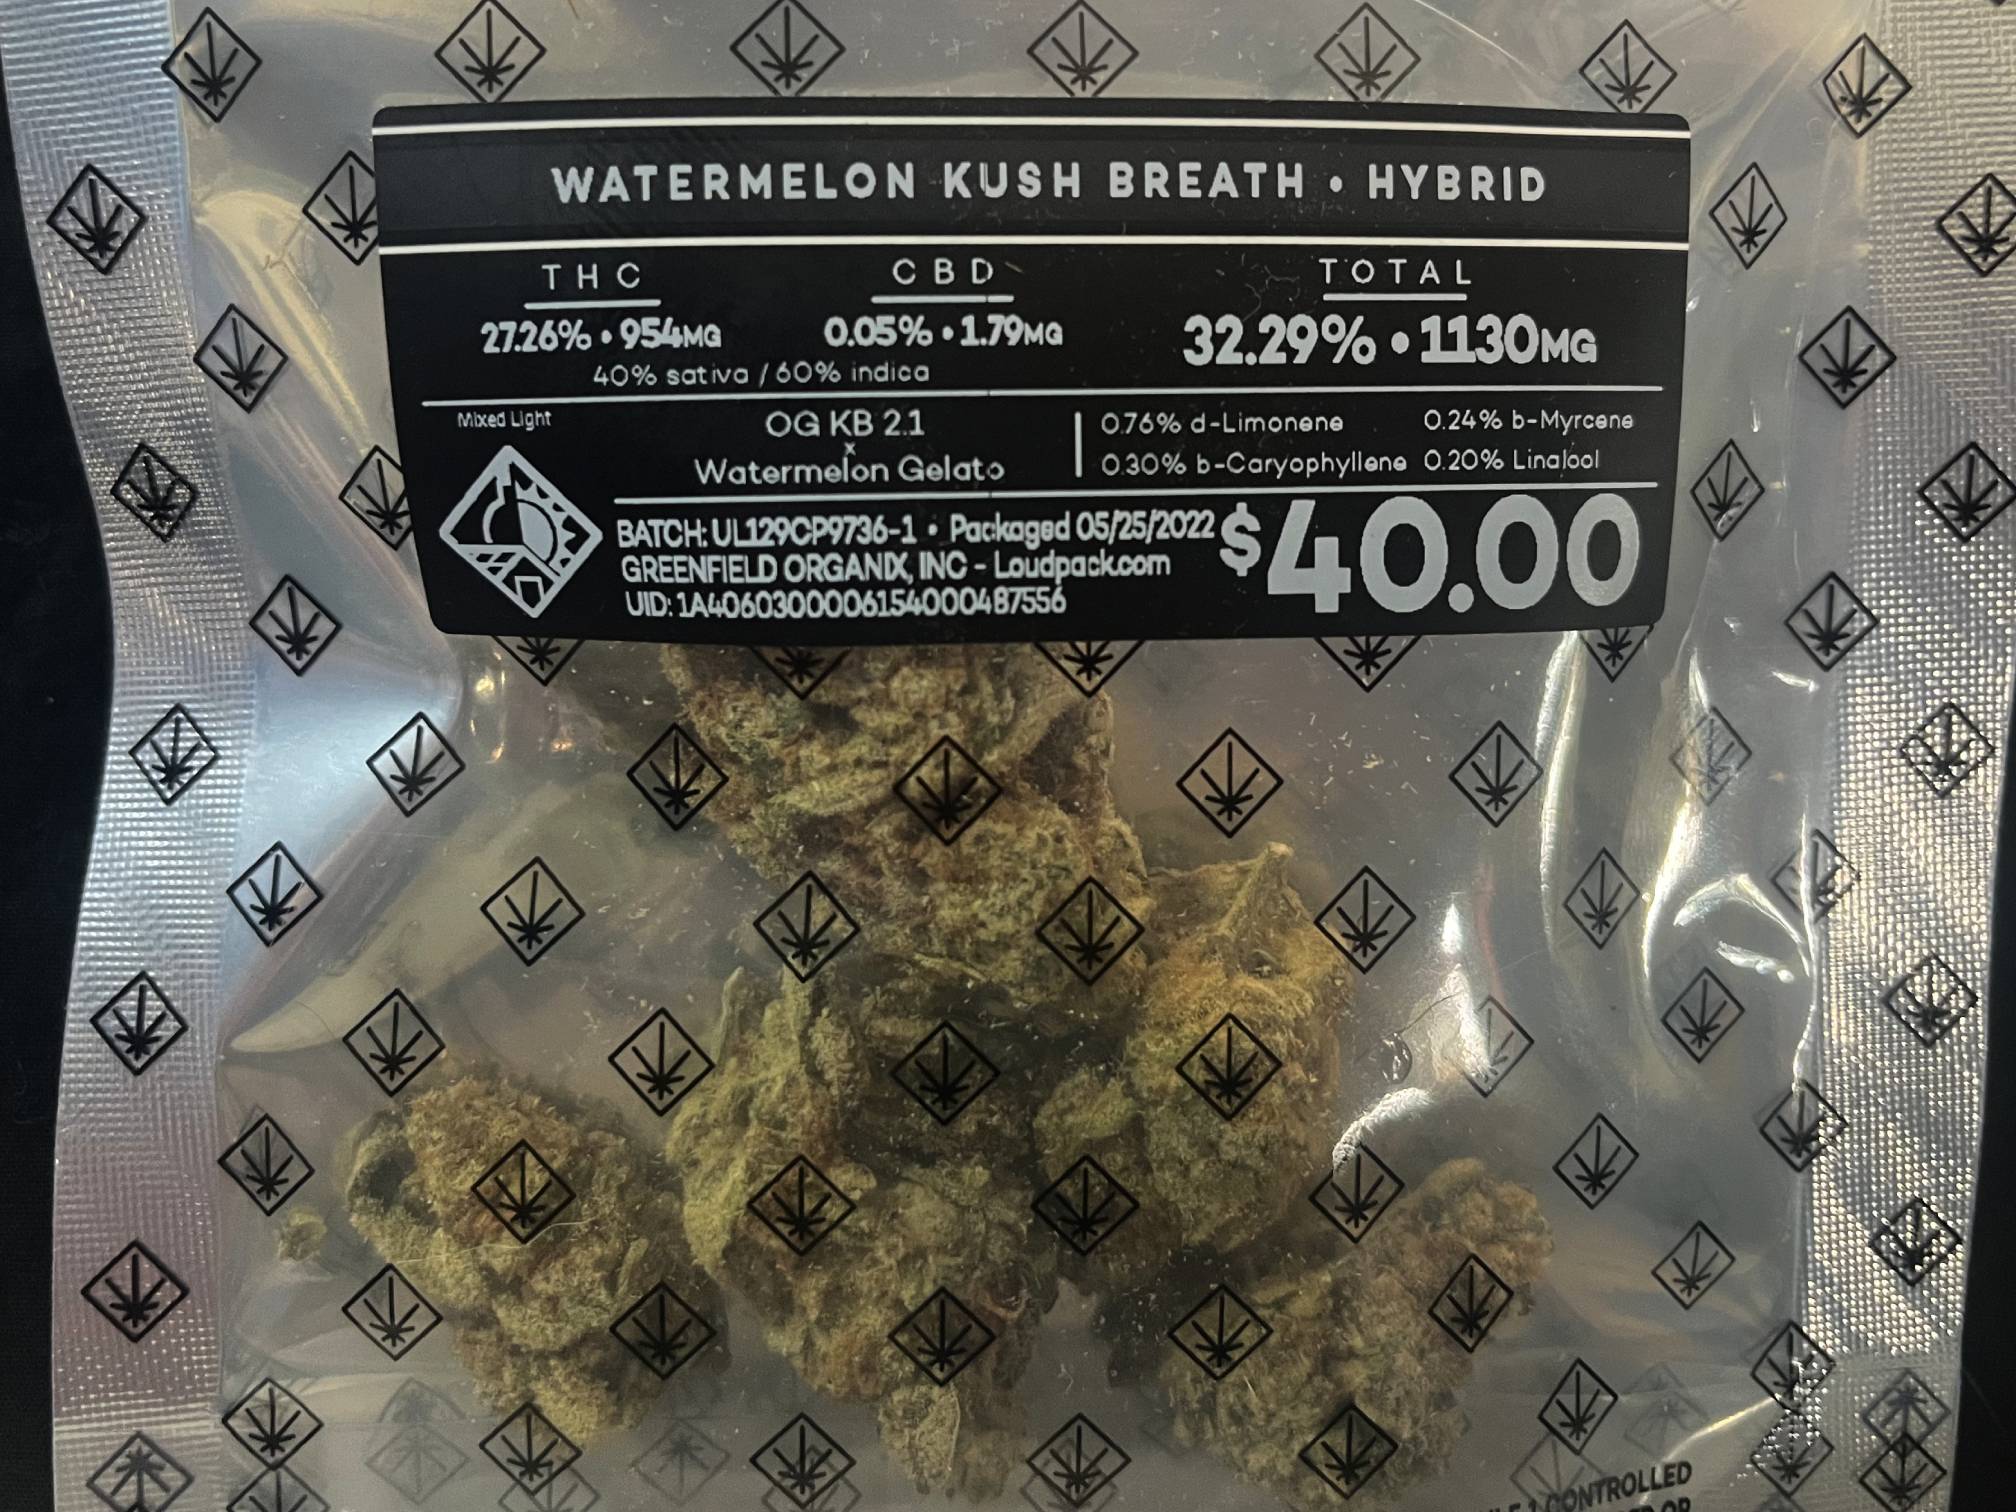 WATERMELON KUSH BREATH • HYBRID
THC CBD TOTAL
27.26% • 954MG 0.05% • 1.79MG 32.29% • 1130MG
40% sativa / 60% indica
Mixed Light
OG KB 2.1
x
Watermelon Gelato
0.76% d-Limonene 0.24% b-Myrcene
0.30% b-Caryophyllene 0.20% Linalool
BATCH: UL129CP9736-1 • Packaged 05/25/2022
GREENFIELD ORGANIX, INC - Loudpack.com
UID: 1A4060300006154000487556
$40.00
1 CONTROLLED
OR